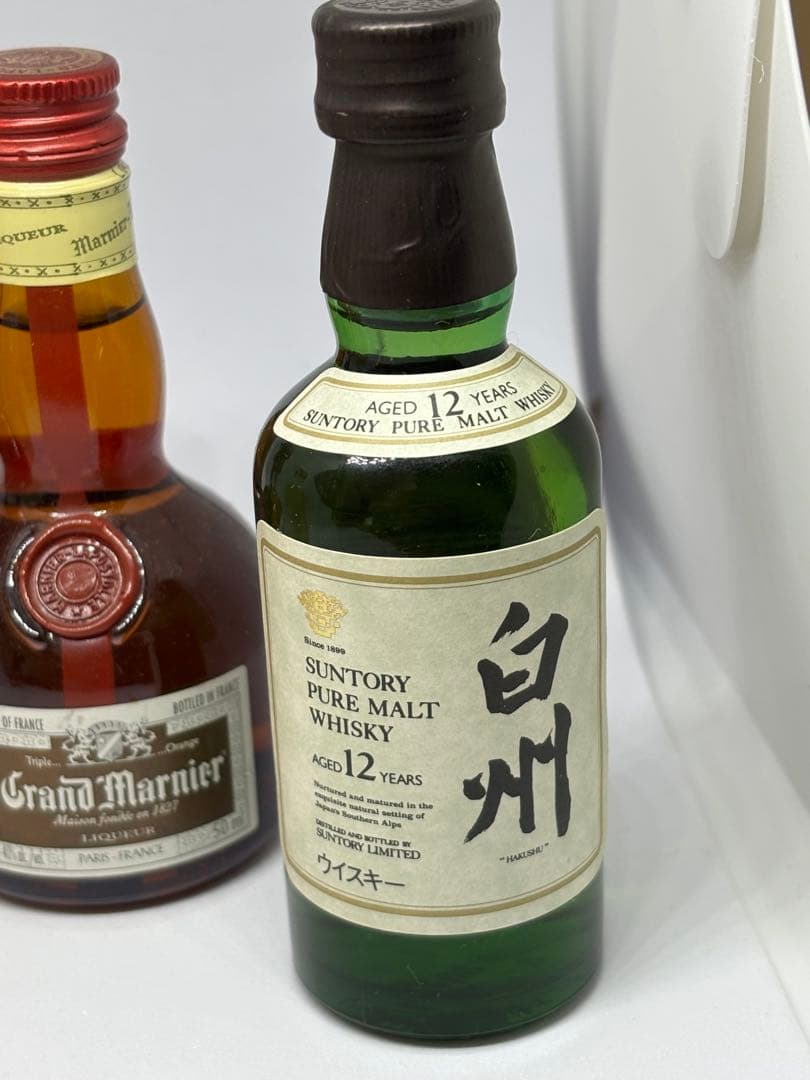 LIQUEUR
Marnier
MARNIER-LAPOSTOLLE
OF FRANCE
BOTTLED IN FRANCE
Triple...
...Orange
Grand Marnier
Maison fondée en 1827
LIQUEUR
50 ml
PARIS - FRANCE
AGED 12 YEARS
SUNTORY PURE MALT WHISKY
Since 1899
SUNTORY
PURE MALT
WHISKY
AGED 12 YEARS
Nurtured and matured in the
exquisite natural setting of
Japan's Southern Alps
DISTILLED AND BOTTLED BY
SUNTORY LIMITED
ウイスキー
白州
"HAKUSHU"